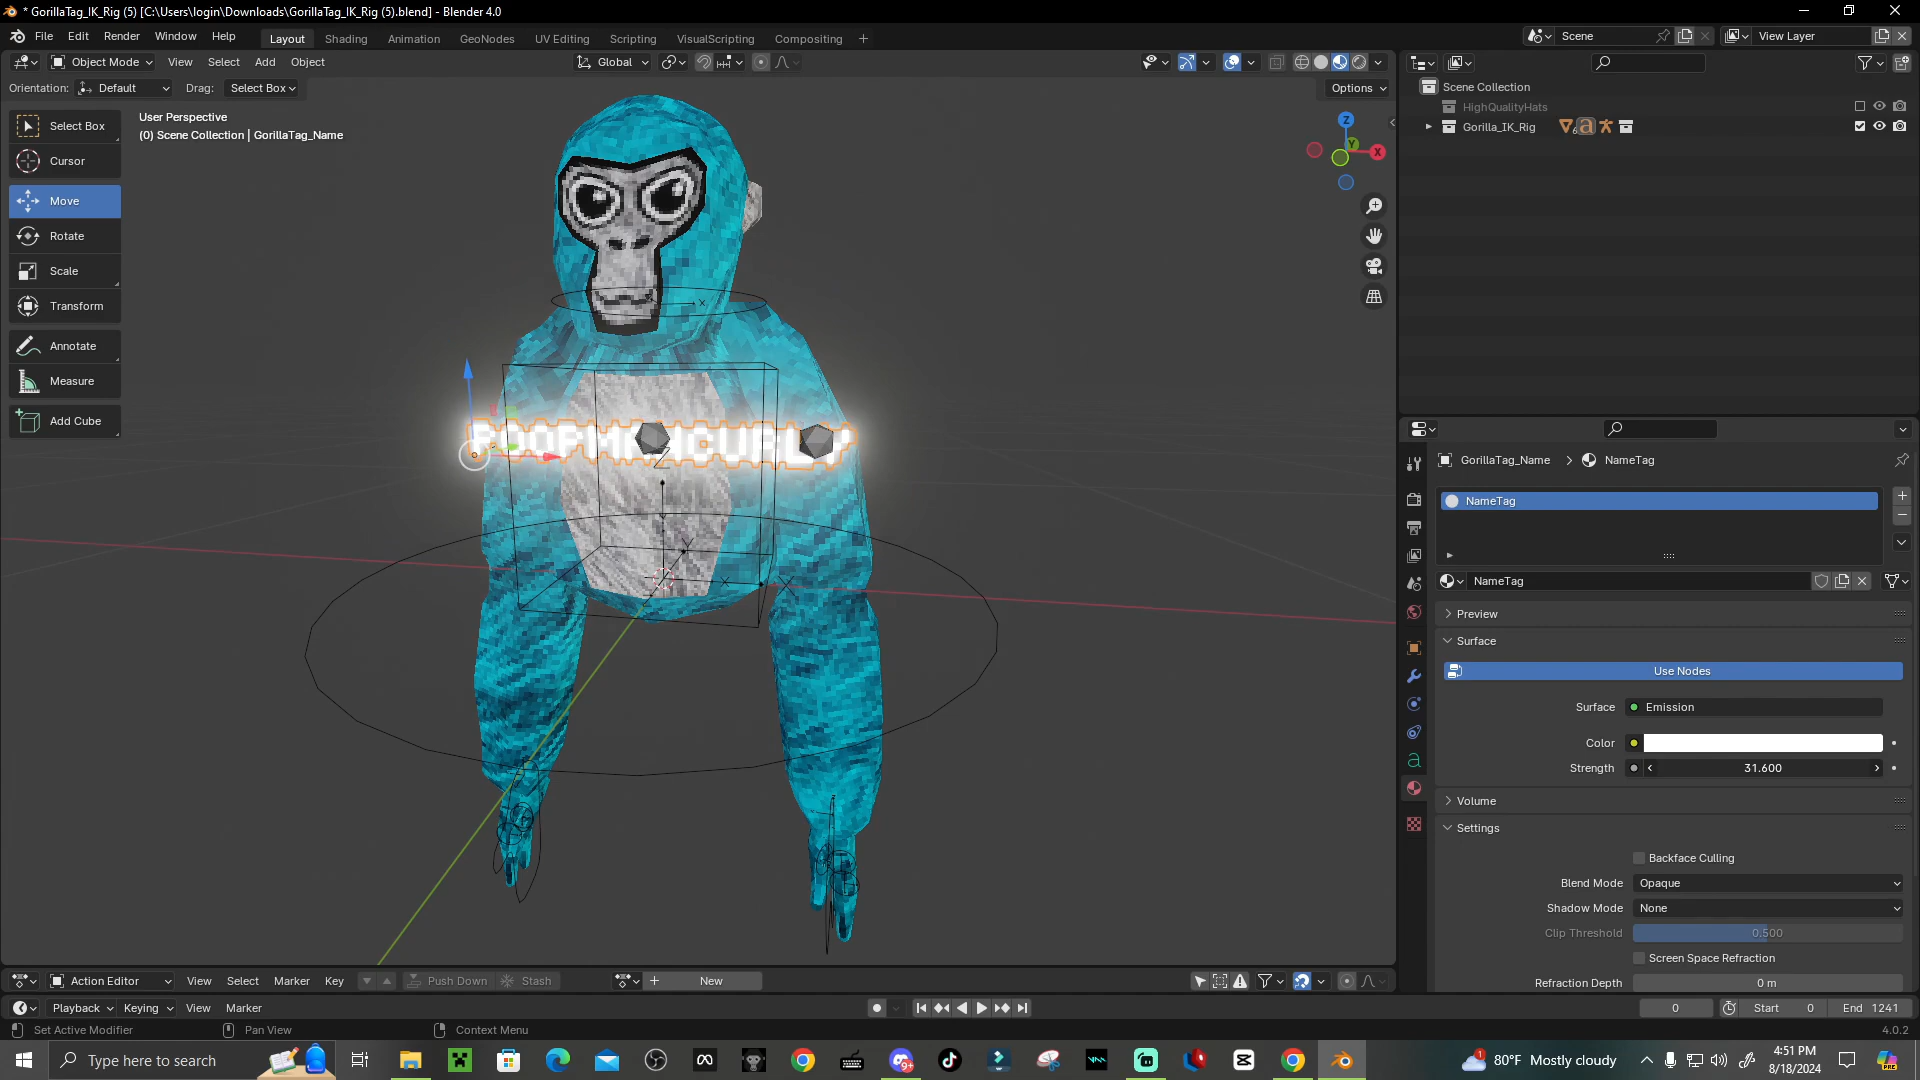 * GorillaTag_IK_Rig (5) [C:\Users\login\Downloads\GorillaTag_IK_Rig (5).blend] - Blender 4.0
File Edit Render Window Help Layout Shading Animation GeoNodes UV Editing Scripting VisualScripting Compositing + Scene View Layer
Object Mode View Select Add Object Global
Orientation: Default Drag: Select Box Options
Select Box
Cursor
Move
Rotate
Scale
Transform
Annotate
Measure
Add Cube
User Perspective
(0) Scene Collection | GorillaTag_Name
Z
Y
X
POOPMANCURLY
Scene Collection
HighQualityHats
Gorilla_IK_Rig
GorillaTag_Name > NameTag
NameTag
NameTag
Preview
Surface
Use Nodes
Surface Emission
Color
Strength 31.600
Volume
Settings
Backface Culling
Blend Mode Opaque
Shadow Mode None
Clip Threshold 0.500
Screen Space Refraction
Refraction Depth 0 m
Action Editor View Select Marker Key Push Down Stash + New
Playback Keying View Marker 0 Start 0 End 1241
Set Active Modifier Pan View Context Menu 4.0.2
Type here to search 80°F Mostly cloudy 4:51 PM
8/18/2024